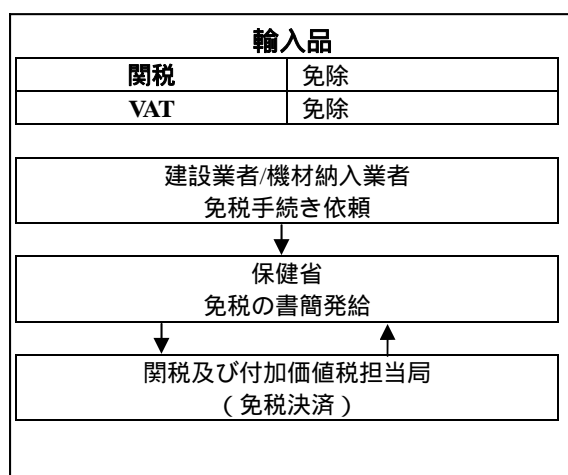 輸入品
関税 免除
VAT 免除
建設業者/機材納入業者
免税手続き依頼
保健省
免税の書簡発給
関税及び付加価値税担当局
（免税決済）